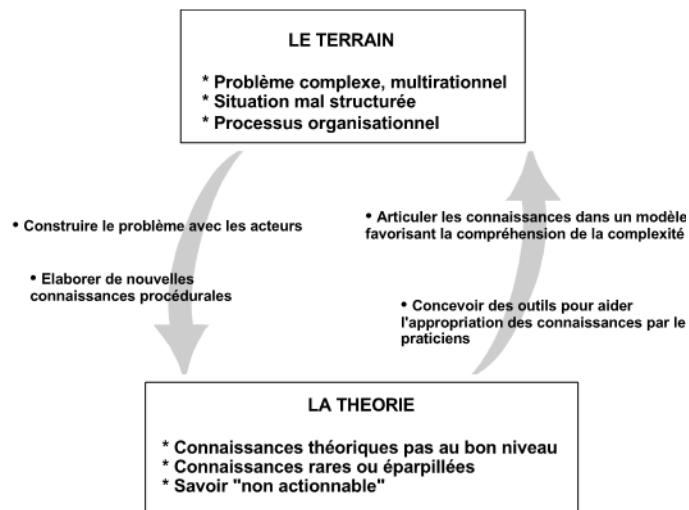 LE TERRAIN
* Problème complexe, multirationnel
* Situation mal structurée
* Processus organisationnel
• Construire le problème avec les acteurs
• Elaborer de nouvelles
connaissances procédurales
• Articuler les connaissances dans un modèle
favorisant la compréhension de la complexité
• Concevoir des outils pour aider
l'appropriation des connaissances par le
praticiens
LA THEORIE
* Connaissances théoriques pas au bon niveau
* Connaissances rares ou éparpillées
* Savoir "non actionnable"